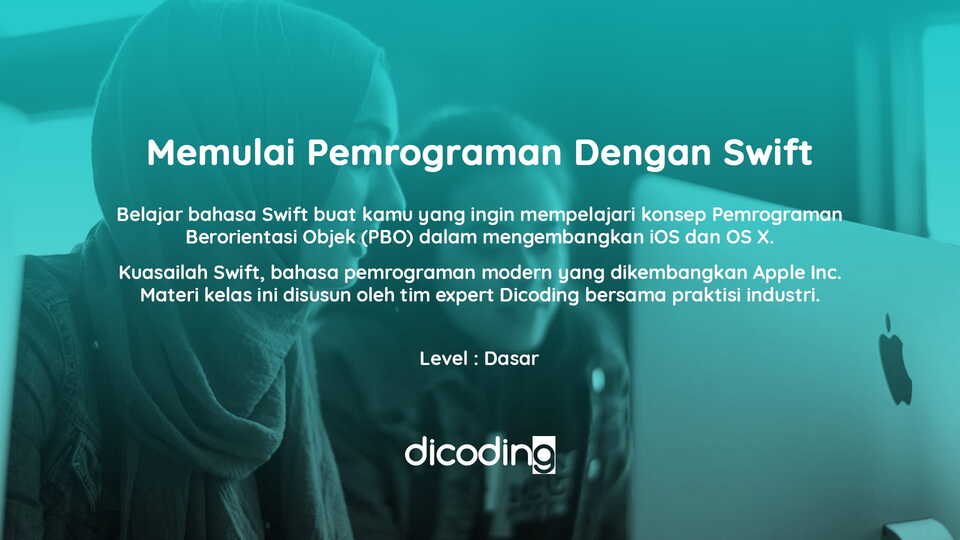 Memulai Pemrograman Dengan Swift
Belajar bahasa Swift buat kamu yang ingin mempelajari konsep Pemrograman
Berorientasi Objek (PBO) dalam mengembangkan iOS dan OS X.
Kuasailah Swift, bahasa pemrograman modern yang dikembangkan Apple Inc.
Materi kelas ini disusun oleh tim expert Dicoding bersama praktisi industri.
Level : Dasar
dicoding